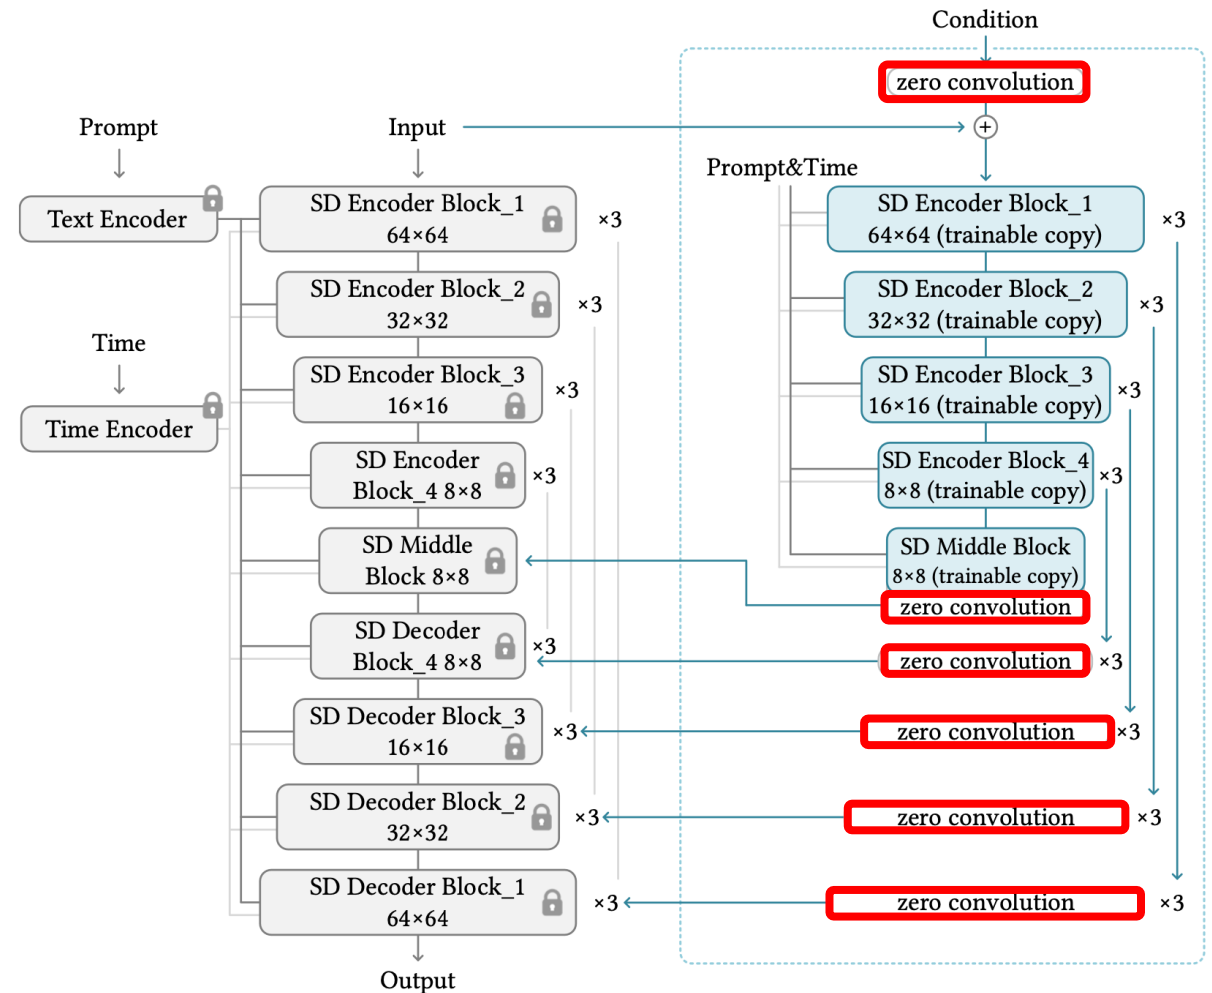 Condition
zero convolution
Prompt
Input
+
Prompt&Time
Text Encoder
SD Encoder Block_1
64×64
×3
SD Encoder Block_1
64×64 (trainable copy)
×3
SD Encoder Block_2
32×32
×3
SD Encoder Block_2
32×32 (trainable copy)
×3
Time
SD Encoder Block_3
16×16
×3
SD Encoder Block_3
16×16 (trainable copy)
×3
Time Encoder
SD Encoder
Block_4 8×8
×3
SD Encoder Block_4
8×8 (trainable copy)
×3
SD Middle
Block 8×8
SD Middle Block
8×8 (trainable copy)
zero convolution
SD Decoder
Block_4 8×8
×3
zero convolution
×3
SD Decoder Block_3
16×16
×3
zero convolution
×3
SD Decoder Block_2
32×32
×3
zero convolution
×3
SD Decoder Block_1
64×64
×3
zero convolution
×3
Output